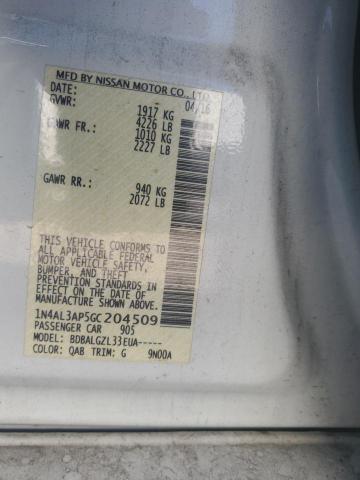 MFD BY NISSAN MOTOR CO., LTD.
DATE: 04/16
GVWR: 1917 KG
4226 LB
GAWR FR.: 1010 KG
2227 LB
GAWR RR.: 940 KG
2072 LB
THIS VEHICLE CONFORMS TO
ALL APPLICABLE FEDERAL
MOTOR VEHICLE SAFETY,
BUMPER, AND THEFT
PREVENTION STANDARDS IN
EFFECT ON THE DATE OF
MANUFACTURE SHOWN ABOVE.
1N4AL3AP5GC204509
PASSENGER CAR 905
MODEL: BDBALGZL33EUA-----
COLOR: QAB TRIM: G 9N00A